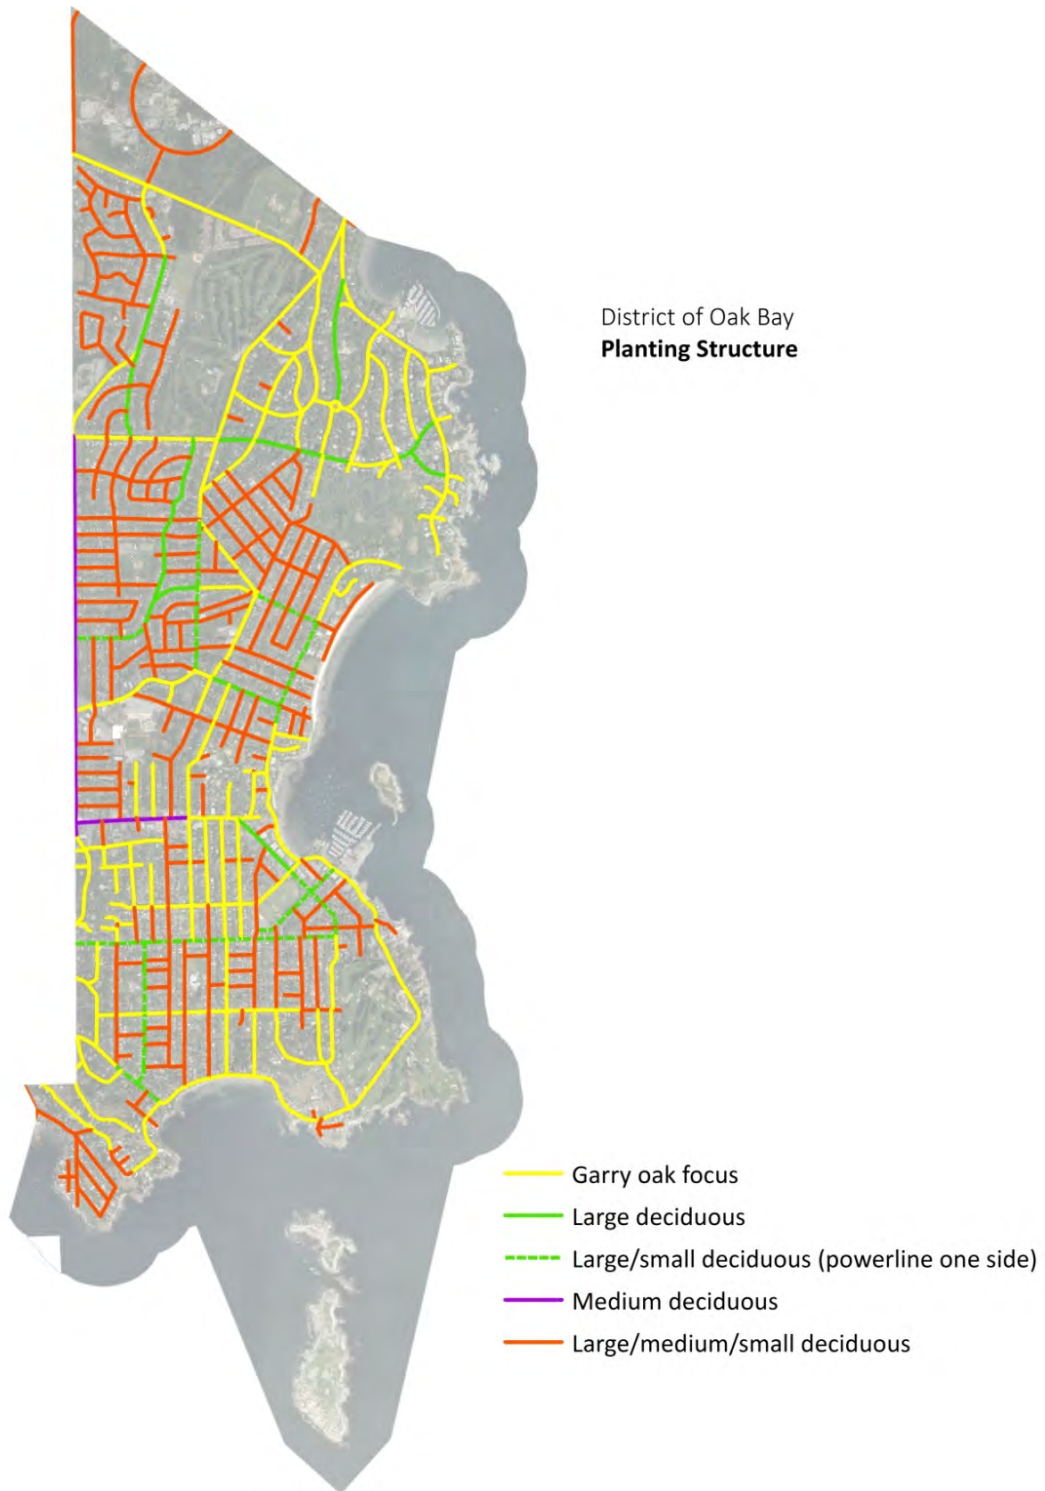 District of Oak Bay
Planting Structure
Garry oak focus
Large deciduous
Large/small deciduous (powerline one side)
Medium deciduous
Large/medium/small deciduous